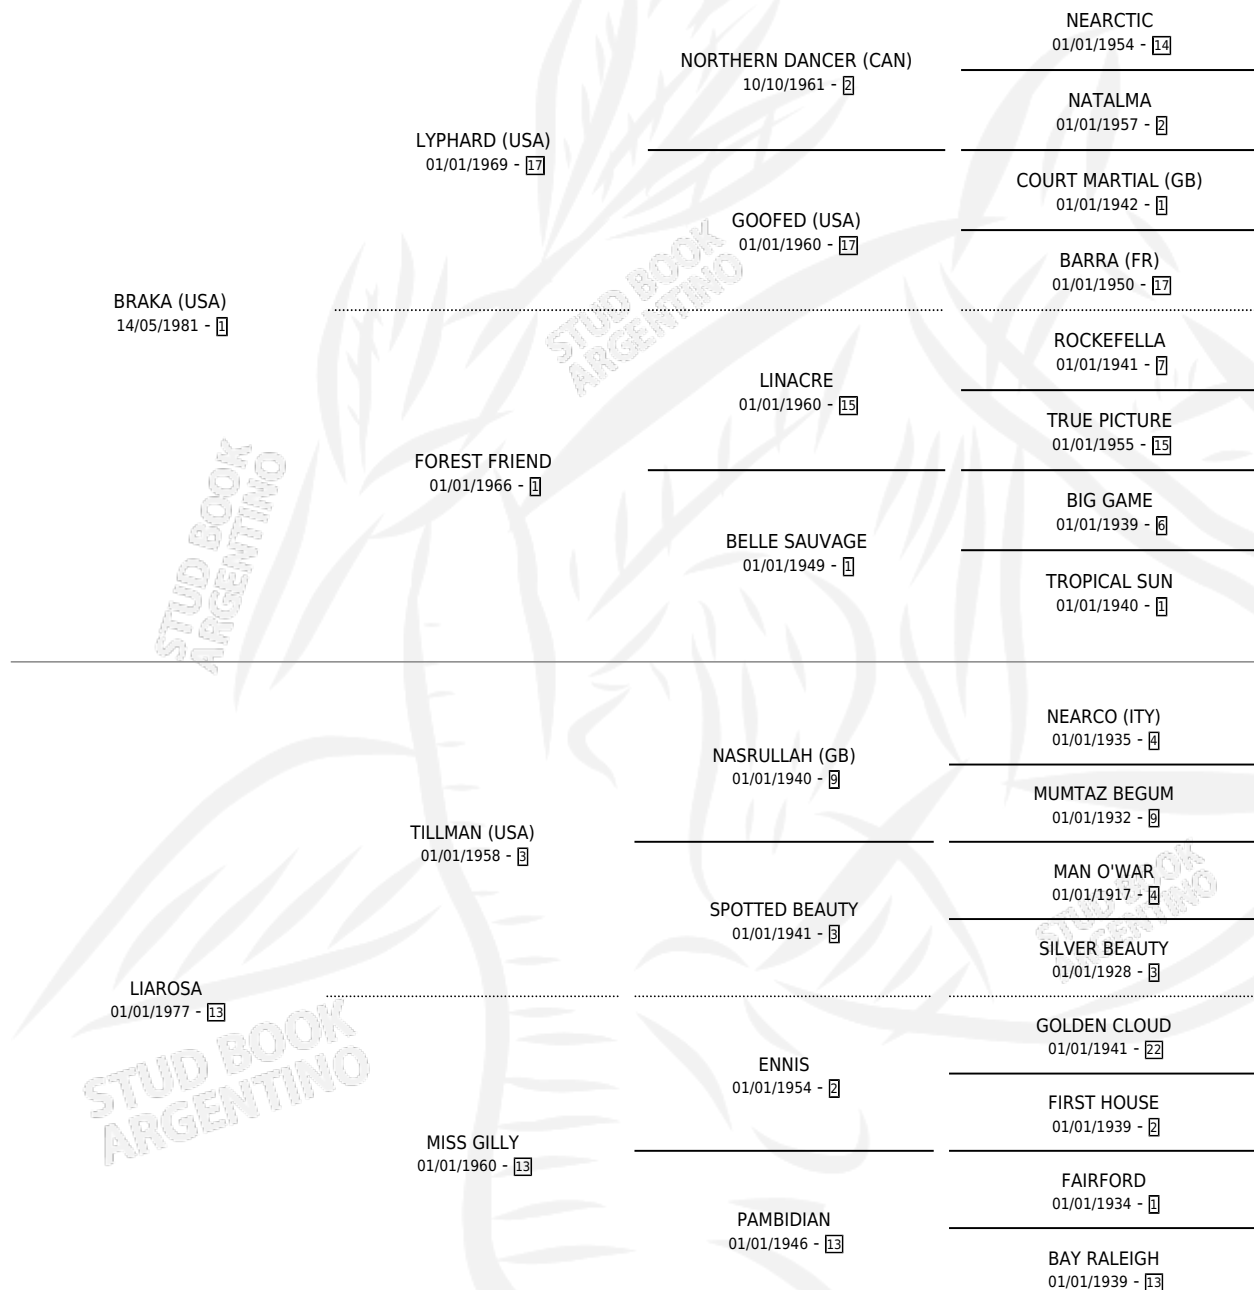 BRAKA (USA)
14/05/1981 - 1
LYPHARD (USA)
01/01/1969 - 17
FOREST FRIEND
01/01/1966 - 1
NORTHERN DANCER (CAN)
10/10/1961 - 2
GOOFED (USA)
01/01/1960 - 17
LINACRE
01/01/1960 - 15
BELLE SAUVAGE
01/01/1949 - 1
NEARCTIC
01/01/1954 - 14
NATALMA
01/01/1957 - 2
COURT MARTIAL (GB)
01/01/1942 - 1
BARRA (FR)
01/01/1950 - 17
ROCKEFELLA
01/01/1941 - 7
TRUE PICTURE
01/01/1955 - 15
BIG GAME
01/01/1939 - 6
TROPICAL SUN
01/01/1940 - 1
STUD BOOK
ARGENTINO
STUD BOOK
ARGENTINO
LIAROSA
01/01/1977 - 13
TILLMAN (USA)
01/01/1958 - 3
MISS GILLY
01/01/1960 - 13
NASRULLAH (GB)
01/01/1940 - 9
SPOTTED BEAUTY
01/01/1941 - 3
ENNIS
01/01/1954 - 2
PAMBIDIAN
01/01/1946 - 13
NEARCO (ITY)
01/01/1935 - 4
MUMTAZ BEGUM
01/01/1932 - 9
MAN O'WAR
01/01/1917 - 4
SILVER BEAUTY
01/01/1928 - 3
GOLDEN CLOUD
01/01/1941 - 22
FIRST HOUSE
01/01/1939 - 2
FAIRFORD
01/01/1934 - 1
BAY RALEIGH
01/01/1939 - 13
STUD BOOK
ARGENTINO
STUD BOOK
ARGENTINO